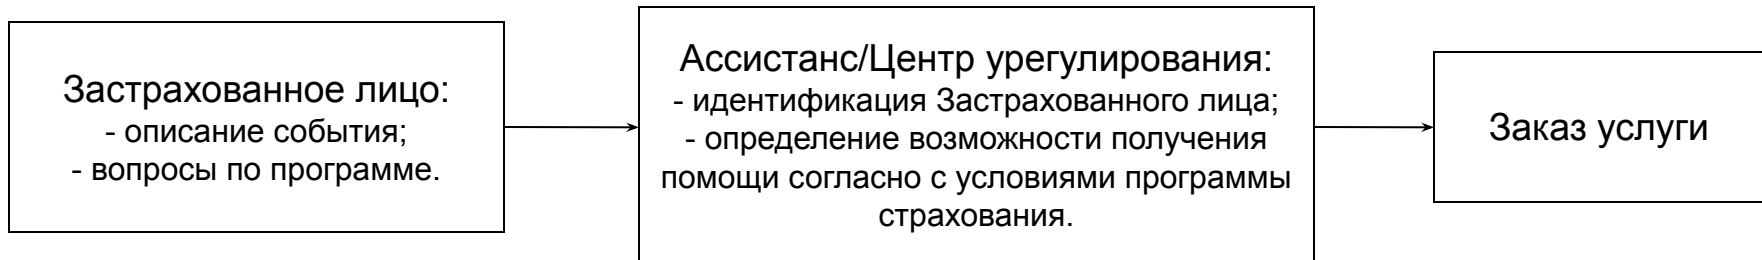 Застрахованное лицо:
- описание события;
- вопросы по программе.
Ассистанс/Центр урегулирования:
- идентификация Застрахованного лица;
- определение возможности получения
помощи согласно с условиями программы
страхования.
Заказ услуги